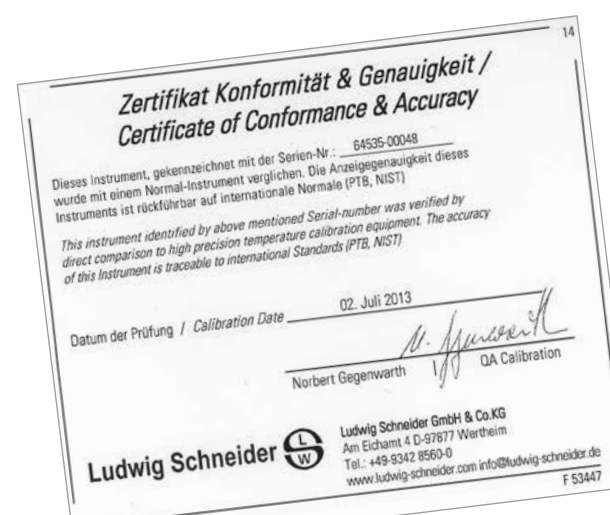 14
Zertifikat Konformität & Genauigkeit /
Certificate of Conformance & Accuracy
Dieses Instrument, gekennzeichnet mit der Serien-Nr.: 64535-00048
wurde mit einem Normal-Instrument verglichen. Die Anzeigegenauigkeit dieses
Instruments ist rückführbar auf internationale Normale (PTB, NIST)
This instrument identified by above mentioned Serial-number was verified by
direct comparison to high precision temperature calibration equipment. The accuracy
of this Instrument is traceable to international Standards (PTB, NIST)
Datum der Prüfung / Calibration Date 02. Juli 2013
Norbert Gegenwarth / QA Calibration
Ludwig Schneider
L
W
Ludwig Schneider GmbH & Co.KG
Am Eichamt 4 D-97877 Wertheim
Tel.: +49-9342 8560-0
www.ludwig-schneider.com info@ludwig-schneider.de
F 53447